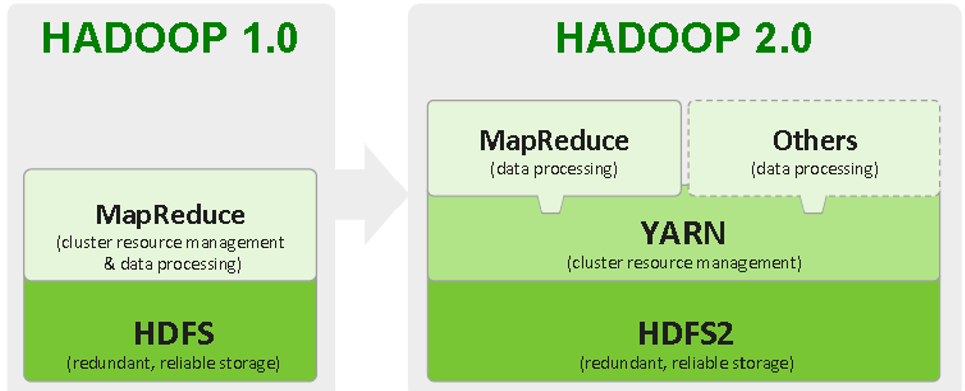 HADOOP 1.0
MapReduce
(cluster resource management
& data processing)
HDFS
(redundant, reliable storage)
HADOOP 2.0
MapReduce
(data processing)
Others
(data processing)
YARN
(cluster resource management)
HDFS2
(redundant, reliable storage)